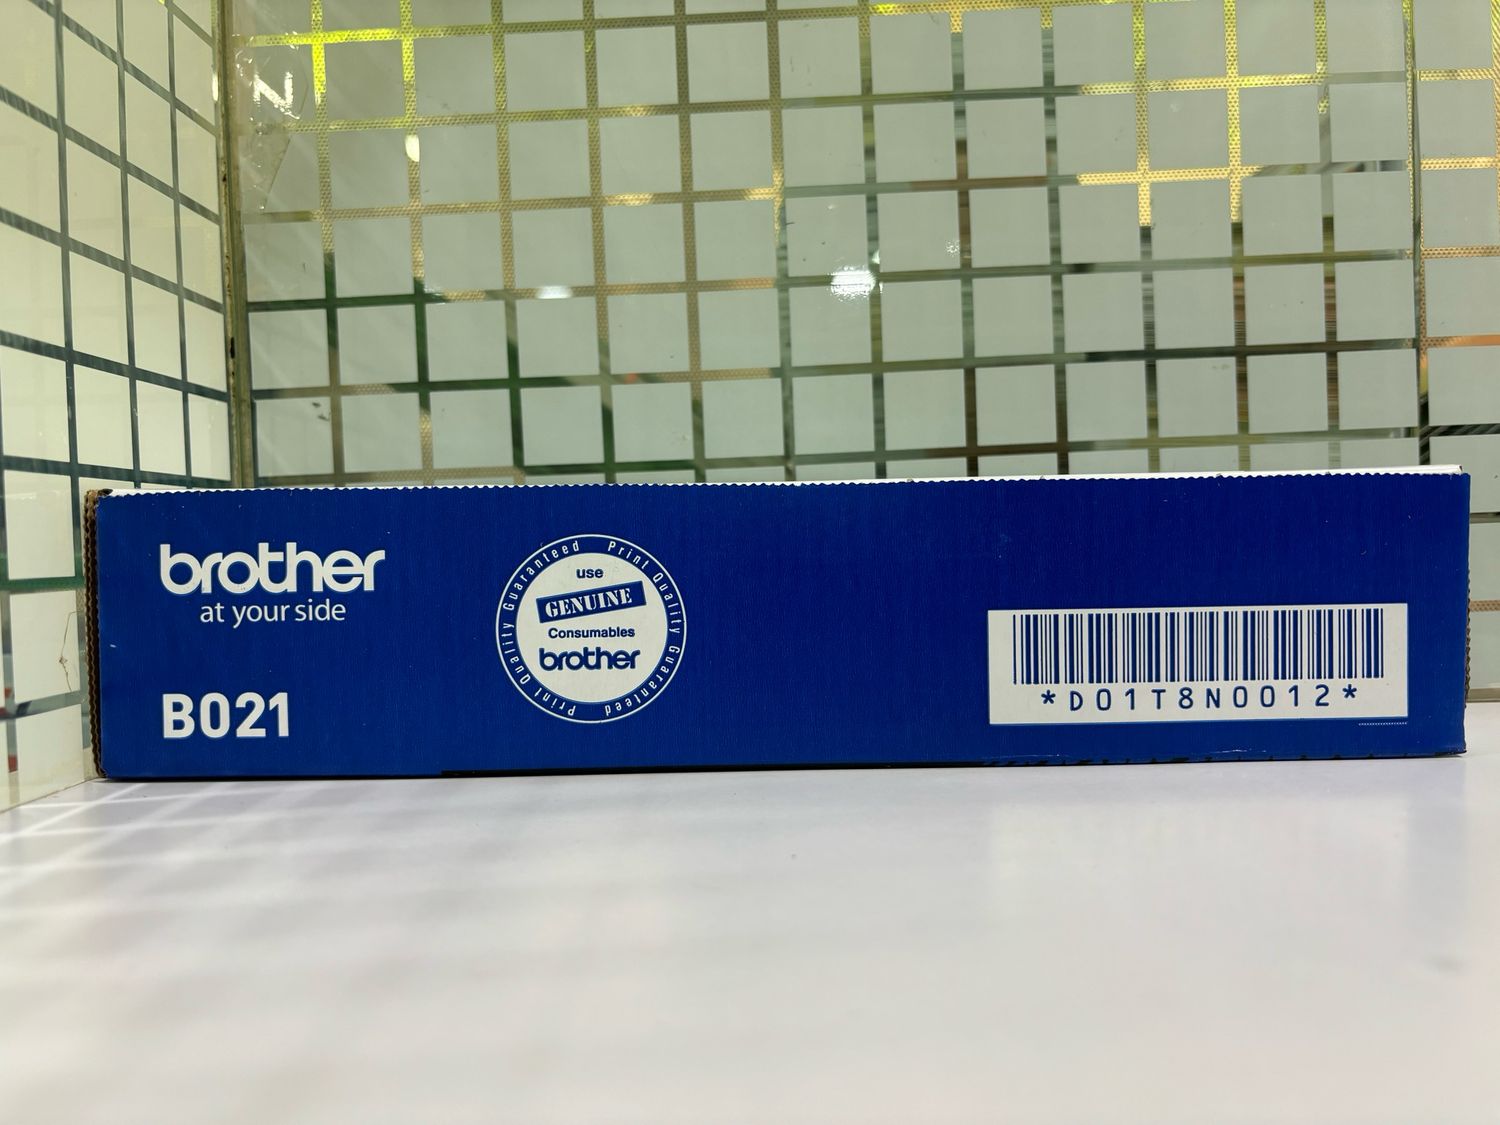 brother
at your side
B021
Print Quality Guaranteed Print Quality Guaranteed
use
GENUINE
Consumables
brother
*D01T8N0012*